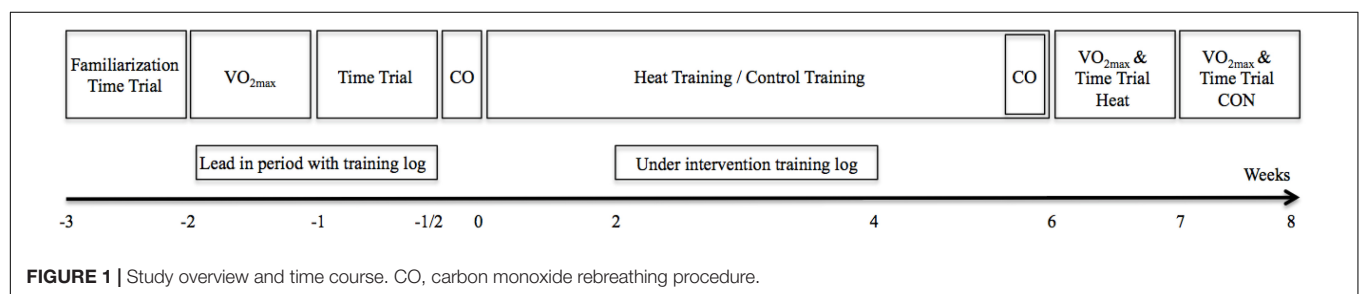 Familiarization
Time Trial
VO2max
Time Trial
CO
Heat Training / Control Training
CO
VO2max &
Time Trial
Heat
VO2max &
Time Trial
CON
Lead in period with training log
Under intervention training log
Weeks
-3 -2 -1 -1/2 0 2 4 6 7 8
FIGURE 1 | Study overview and time course. CO, carbon monoxide rebreathing procedure.